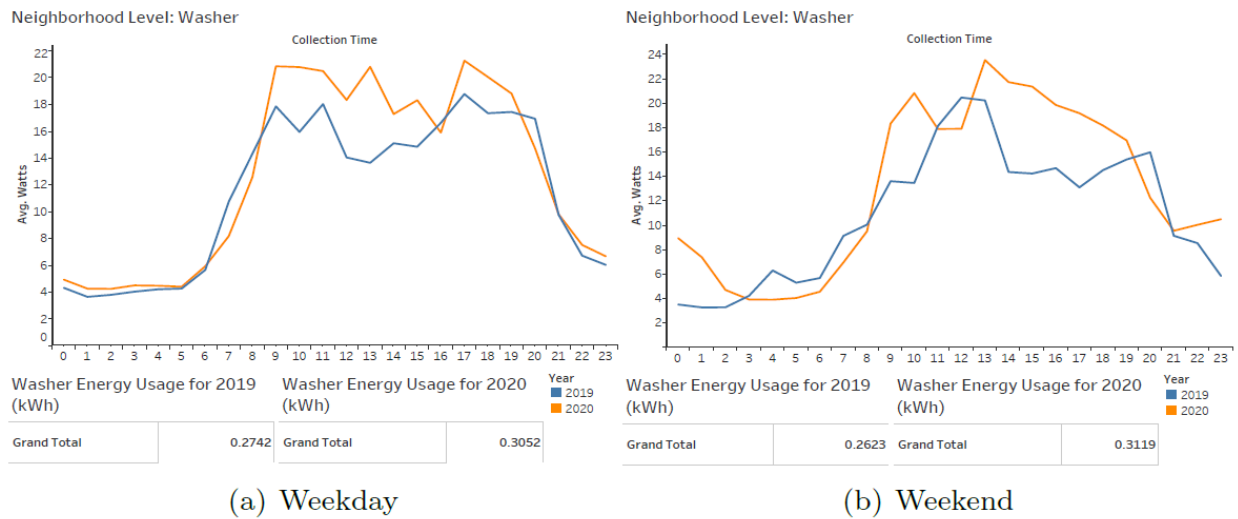 Neighborhood Level: Washer
Collection Time
Avg. Watts
22
20
18
16
14
12
10
8
6
4
2
0
0 1 2 3 4 5 6 7 8 9 10 11 12 13 14 15 16 17 18 19 20 21 22 23
Washer Energy Usage for 2019
(kWh)
Grand Total 0.2742
Washer Energy Usage for 2020
(kWh)
Grand Total 0.3052
Year
2019
2020
(a) Weekday
Neighborhood Level: Washer
Collection Time
Avg. Watts
24
22
20
18
16
14
12
10
8
6
4
2
0 1 2 3 4 5 6 7 8 9 10 11 12 13 14 15 16 17 18 19 20 21 22 23
Washer Energy Usage for 2019
(kWh)
Grand Total 0.2623
Washer Energy Usage for 2020
(kWh)
Grand Total 0.3119
Year
2019
2020
(b) Weekend